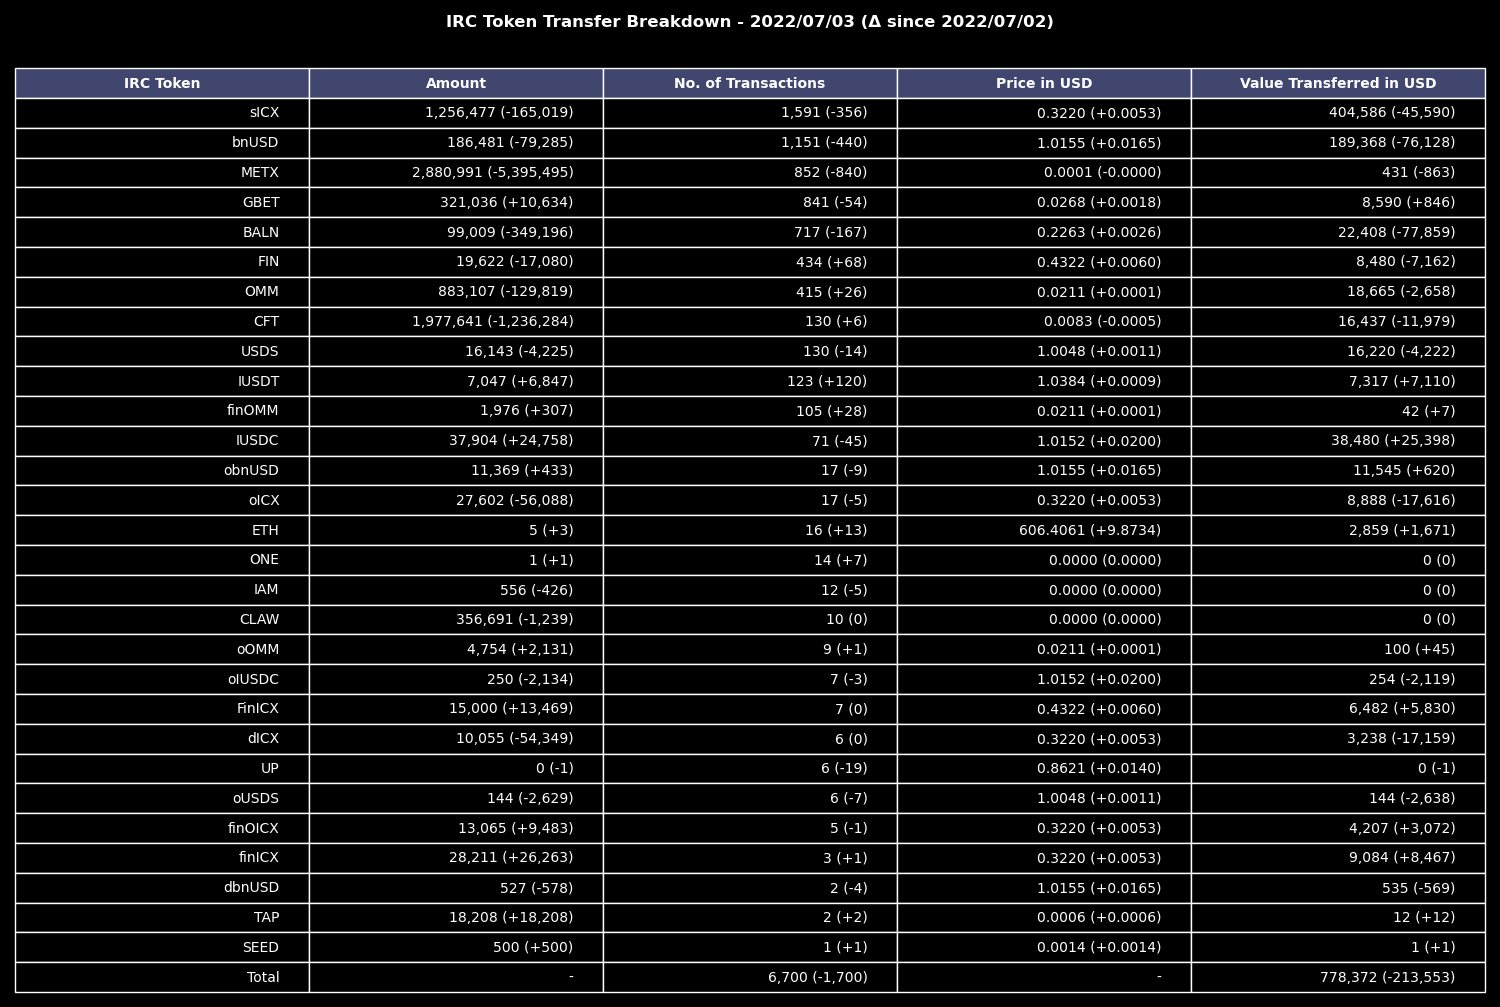 IRC Token Transfer Breakdown - 2022/07/03 (Δ since 2022/07/02)
IRC Token Amount No. of Transactions Price in USD Value Transferred in USD
sICX 1,256,477 (-165,019) 1,591 (-356) 0.3220 (+0.0053) 404,586 (-45,590)
bnUSD 186,481 (-79,285) 1,151 (-440) 1.0155 (+0.0165) 189,368 (-76,128)
METX 2,880,991 (-5,395,495) 852 (-840) 0.0001 (-0.0000) 431 (-863)
GBET 321,036 (+10,634) 841 (-54) 0.0268 (+0.0018) 8,590 (+846)
BALN 99,009 (-349,196) 717 (-167) 0.2263 (+0.0026) 22,408 (-77,859)
FIN 19,622 (-17,080) 434 (+68) 0.4322 (+0.0060) 8,480 (-7,162)
OMM 883,107 (-129,819) 415 (+26) 0.0211 (+0.0001) 18,665 (-2,658)
CFT 1,977,641 (-1,236,284) 130 (+6) 0.0083 (-0.0005) 16,437 (-11,979)
USDS 16,143 (-4,225) 130 (-14) 1.0048 (+0.0011) 16,220 (-4,222)
IUSDT 7,047 (+6,847) 123 (+120) 1.0384 (+0.0009) 7,317 (+7,110)
finOMM 1,976 (+307) 105 (+28) 0.0211 (+0.0001) 42 (+7)
IUSDC 37,904 (+24,758) 71 (-45) 1.0152 (+0.0200) 38,480 (+25,398)
obnUSD 11,369 (+433) 17 (-9) 1.0155 (+0.0165) 11,545 (+620)
oICX 27,602 (-56,088) 17 (-5) 0.3220 (+0.0053) 8,888 (-17,616)
ETH 5 (+3) 16 (+13) 606.4061 (+9.8734) 2,859 (+1,671)
ONE 1 (+1) 14 (+7) 0.0000 (0.0000) 0 (0)
IAM 556 (-426) 12 (-5) 0.0000 (0.0000) 0 (0)
CLAW 356,691 (-1,239) 10 (0) 0.0000 (0.0000) 0 (0)
oOMM 4,754 (+2,131) 9 (+1) 0.0211 (+0.0001) 100 (+45)
oIUSDC 250 (-2,134) 7 (-3) 1.0152 (+0.0200) 254 (-2,119)
FinICX 15,000 (+13,469) 7 (0) 0.4322 (+0.0060) 6,482 (+5,830)
dICX 10,055 (-54,349) 6 (0) 0.3220 (+0.0053) 3,238 (-17,159)
UP 0 (-1) 6 (-19) 0.8621 (+0.0140) 0 (-1)
oUSDS 144 (-2,629) 6 (-7) 1.0048 (+0.0011) 144 (-2,638)
finOICX 13,065 (+9,483) 5 (-1) 0.3220 (+0.0053) 4,207 (+3,072)
finICX 28,211 (+26,263) 3 (+1) 0.3220 (+0.0053) 9,084 (+8,467)
dbnUSD 527 (-578) 2 (-4) 1.0155 (+0.0165) 535 (-569)
TAP 18,208 (+18,208) 2 (+2) 0.0006 (+0.0006) 12 (+12)
SEED 500 (+500) 1 (+1) 0.0014 (+0.0014) 1 (+1)
Total - 6,700 (-1,700) - 778,372 (-213,553)